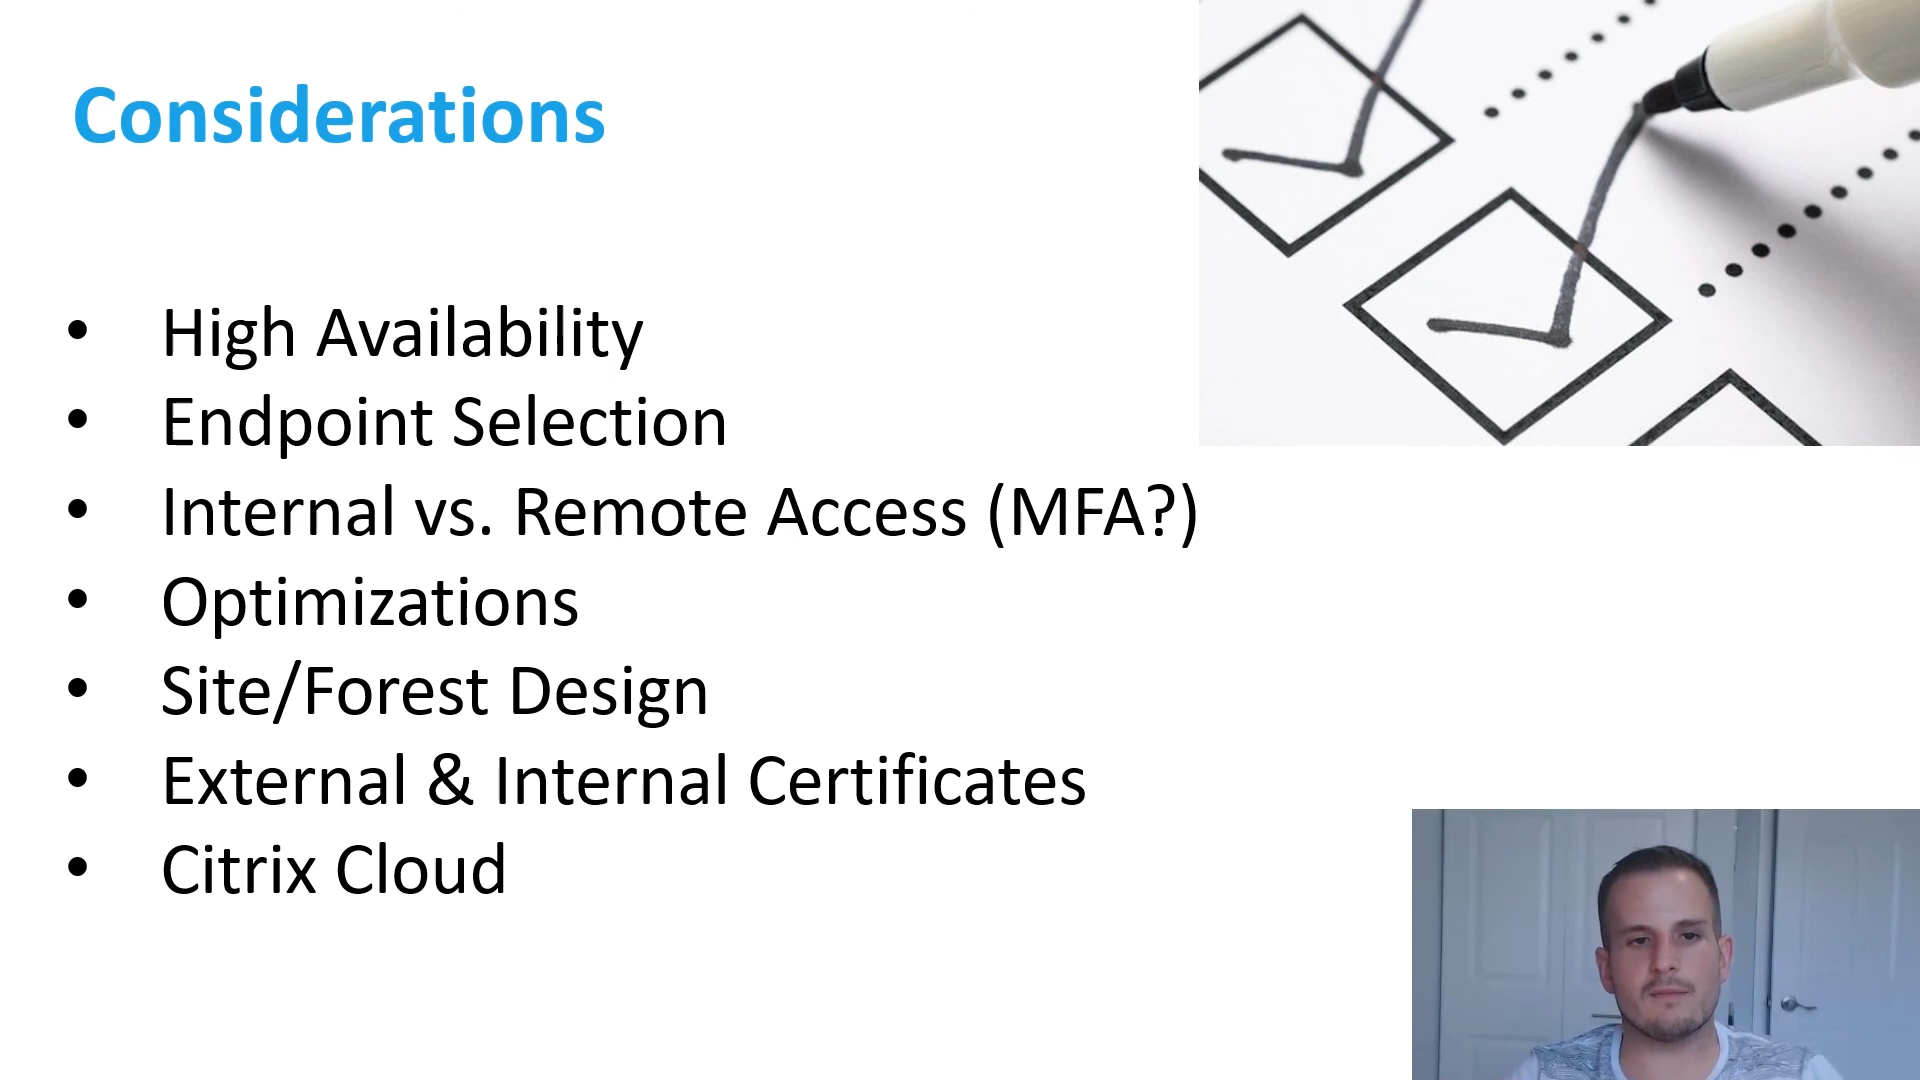 Considerations
• High Availability
• Endpoint Selection
• Internal vs. Remote Access (MFA?)
• Optimizations
• Site/Forest Design
• External & Internal Certificates
• Citrix Cloud